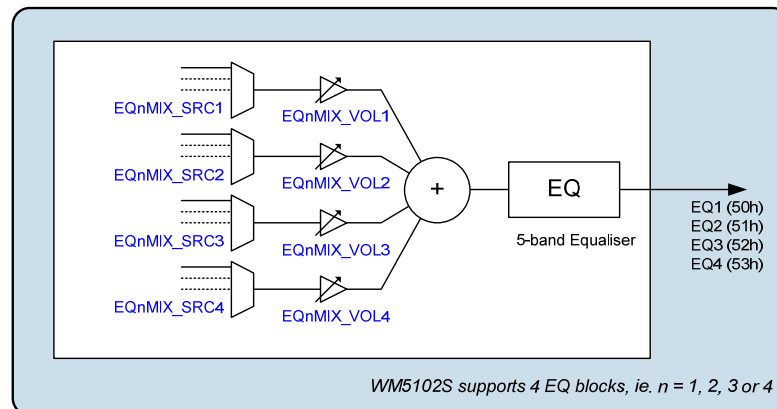 EQnMIX_SRC1
EQnMIX_VOL1
EQnMIX_SRC2
EQnMIX_VOL2
EQnMIX_SRC3
EQnMIX_VOL3
EQnMIX_SRC4
EQnMIX_VOL4
+
EQ
5-band Equaliser
EQ1 (50h)
EQ2 (51h)
EQ3 (52h)
EQ4 (53h)
WM5102S supports 4 EQ blocks, ie. n = 1, 2, 3 or 4